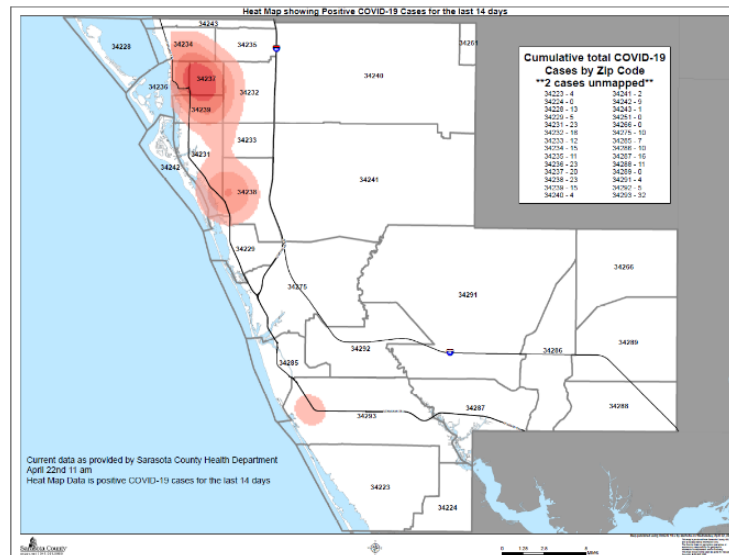 Heat Map showing Positive COVID-19 Cases for the last 14 days
34243
34228
34234
34235
34261
34240
34236
34237
34232
34239
34233
34231
34242
34241
34238
34229
34275
34291
34266
34292
34286
34289
34285
34293
34287
34288
34223
34224
Cumulative total COVID-19
Cases by Zip Code
**2 cases unmapped**
34223 - 4 34241 - 2
34224 - 0 34242 - 9
34228 - 13 34243 - 1
34229 - 5 34251 - 0
34231 - 23 34266 - 0
34232 - 16 34275 - 10
34233 - 12 34285 - 7
34234 - 15 34286 - 10
34235 - 11 34287 - 16
34236 - 23 34288 - 11
34237 - 20 34289 - 0
34238 - 23 34291 - 4
34239 - 15 34292 - 5
34240 - 4 34293 - 32
Current data as provided by Sarasota County Health Department
April 22nd 11 am
Heat Map Data is positive COVID-19 cases for the last 14 days
Sarasota County